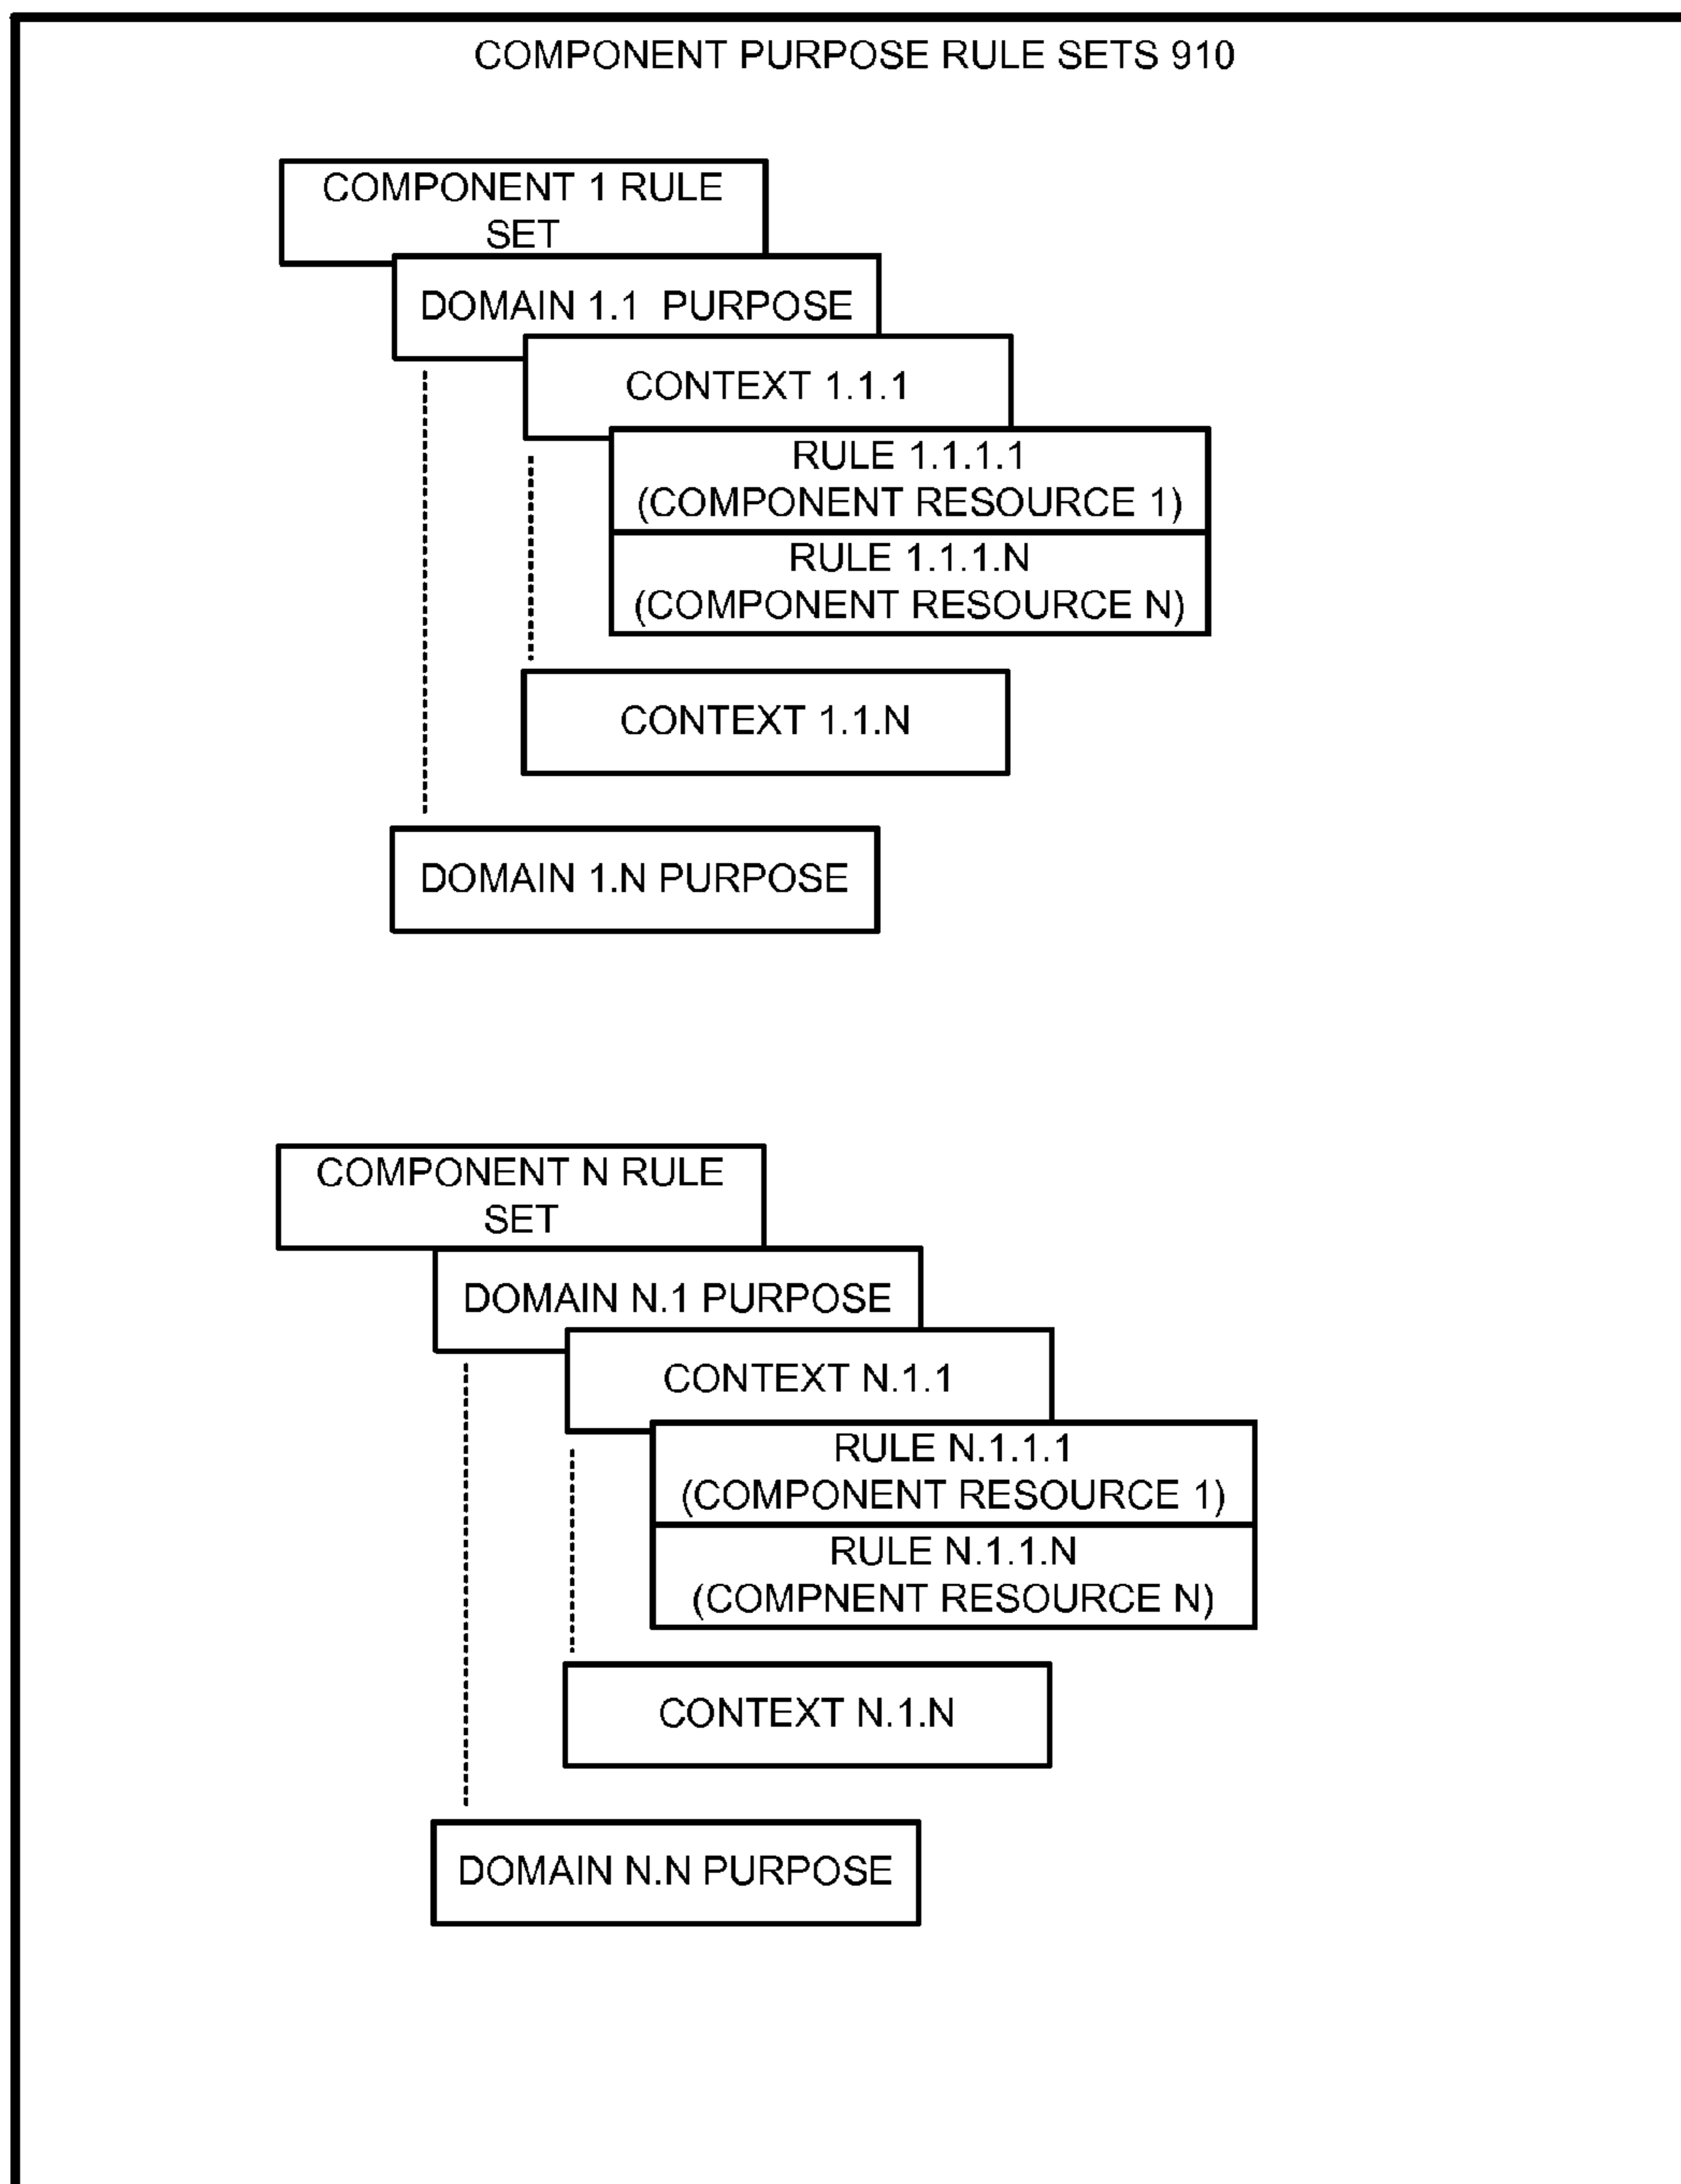 COMPONENT PURPOSE RULE SETS 910
COMPONENT 1 RULE
SET
DOMAIN 1.1 PURPOSE
CONTEXT 1.1.1
RULE 1.1.1.1
(COMPONENT RESOURCE 1)
RULE 1.1.1.N
(COMPONENT RESOURCE N)
CONTEXT 1.1.N
DOMAIN 1.N PURPOSE
COMPONENT N RULE
SET
DOMAIN N.1 PURPOSE
CONTEXT N.1.1
RULE N.1.1.1
(COMPONENT RESOURCE 1)
RULE N.1.1.N
(COMPNENT RESOURCE N)
CONTEXT N.1.N
DOMAIN N.N PURPOSE